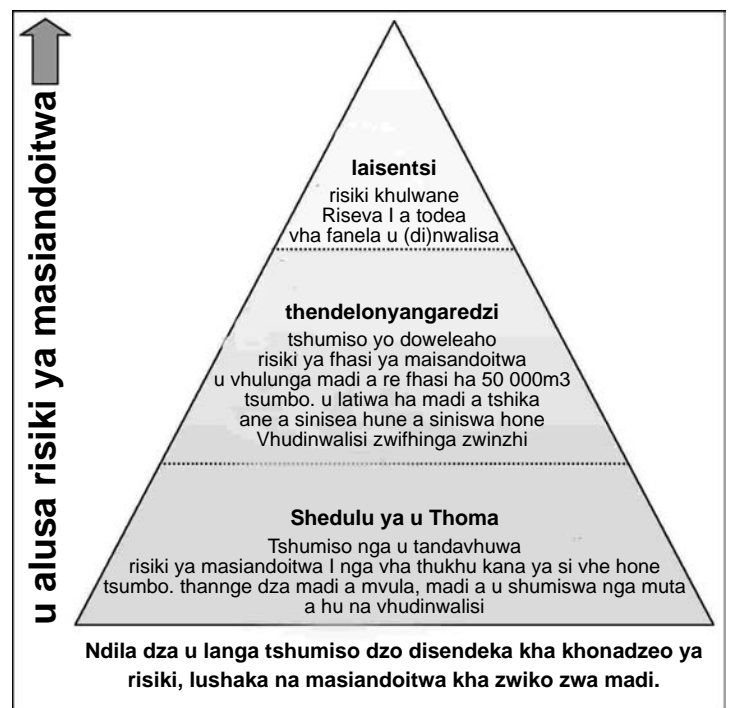 u alusa risiki ya masiandoitwa
laisentsi
risiki khulwane
Riseva I a todea
vha fanela u (di)nwalisa
thendelonyangaredzi
tshumiso yo doweleaho
risiki ya fhasi ya maisandoitwa
u vhulunga madi a re fhasi ha 50 000m3
tsumbo. u latiwa ha madi a tshika
ane a sinisea hune a siniswa hone
Vhudinwalisi zwifhinga zwinzhi
Shedulu ya u Thoma
Tshumiso nga u tandavhuwa
risiki ya masiandoitwa I nga vha thukhu kana ya si vhe hone
tsumbo. thannge dza madi a mvula, madi a u shumiswa nga muta
a hu na vhudinwalisi
Ndila dza u langa tshumiso dzo disendeka kha khonadzeo ya
risiki, lushaka na masiandoitwa kha zwiko zwa madi.